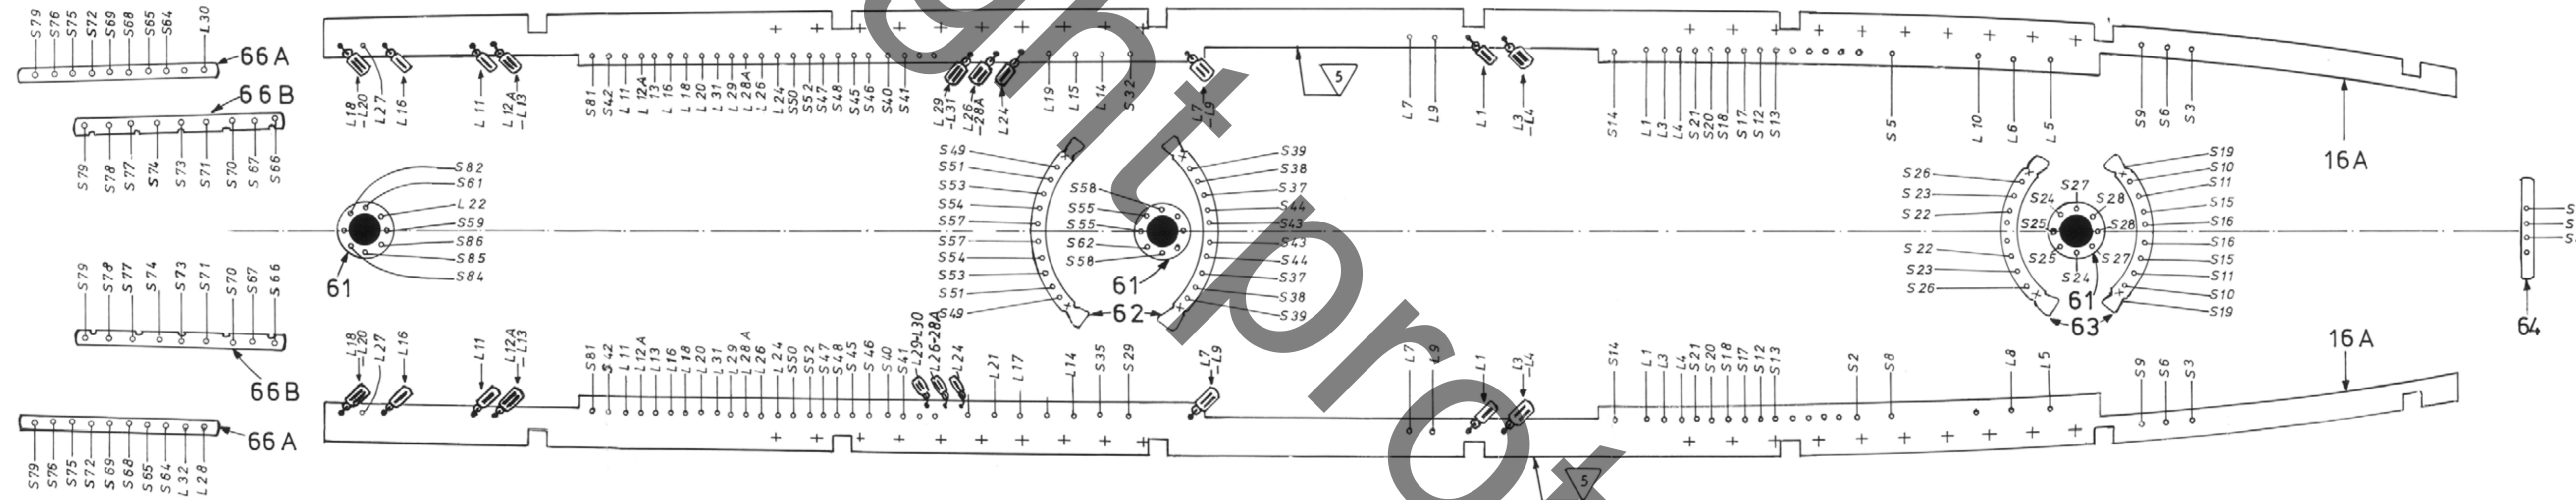 S79 S76 S75 S72 S69 S68 S65 S64 L30
66A
66B
S79 S78 S77 S74 S73 S71 S70 S67 S66
L18-L20 L27 L16 L11 L12A-L13
S81 S42 L11 L12A 13 L16 L18 L20 L31 L29 L28A L26 L24 S50 S52 S47 S48 S45 S46 S40 S41
L29-L31 L26-28A L24 L19 L15 L14 S32 L7-L9
5
L7 L9 L1 L3-L4
S14 L1 L3 L4 S21 S20 S18 S17 S12 S13 S5 L10 L6 L5 S9 S6 S3
16A
S82
S61
L22
S59
S86
S85
S84
61
S49
S51
S53
S54
S57
S57
S54
S53
S51
S49
S58
S55
S55
S62
S58
61
62
S39
S38
S37
S44
S43
S43
S44
S37
S38
S39
S26
S23
S22
S22
S23
S26
S27
S24 S28
S25 S28
S25 S27
S24
61
63
S19
S10
S11
S15
S16
S16
S15
S11
S10
S19
64
S79 S78 S77 S74 S73 S71 S70 S67 S66
66B
66A
S79 S76 S75 S72 S69 S68 S65 S64 L32 L28
L18-L20 L27 L16 L11 L12A-L13
S81 S42 L11 L12A L13 L16 L18 L20 L31 L29 L28A L26 L24 S50 S52 S47 S48 S45 S46 S40 S41
L29-L30 L26-28A L24 L21 L17 L14 S35 S29 L7-L9
L7 L9 L1 L3-L4
S14 L1 L3 L4 S21 S20 S18 S17 S12 S13 S2 S8 L8 L5 S9 S6 S3
16A
5